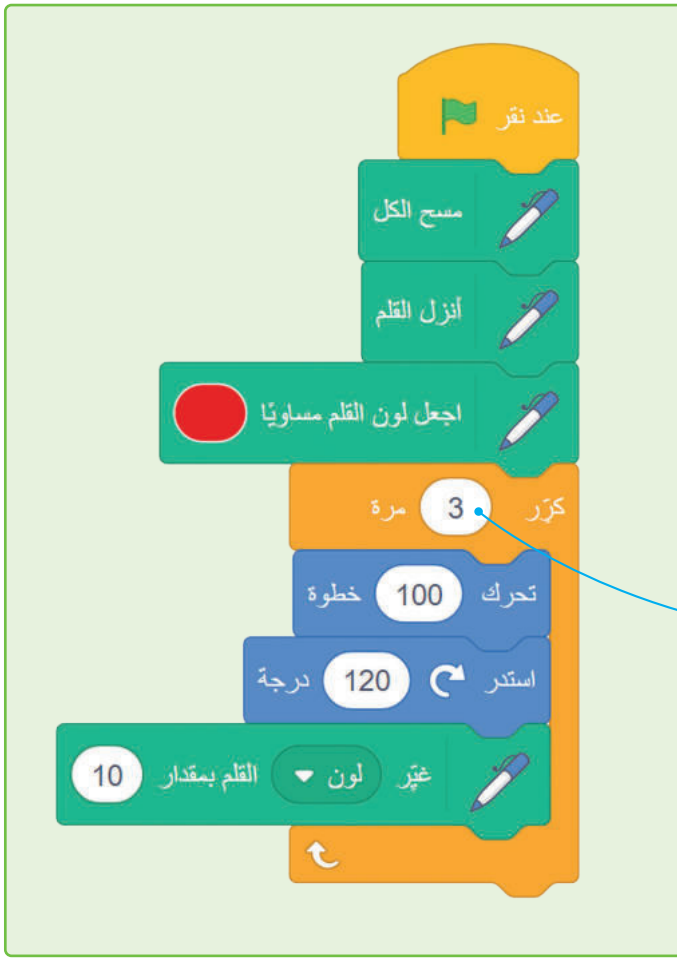 عند نقر
مسح الكل
أنزل القلم
اجعل لون القلم مساويًا
كرّر 3 مرة
تحرك 100 خطوة
استدر 120 درجة
غيّر لون القلم بمقدار 10